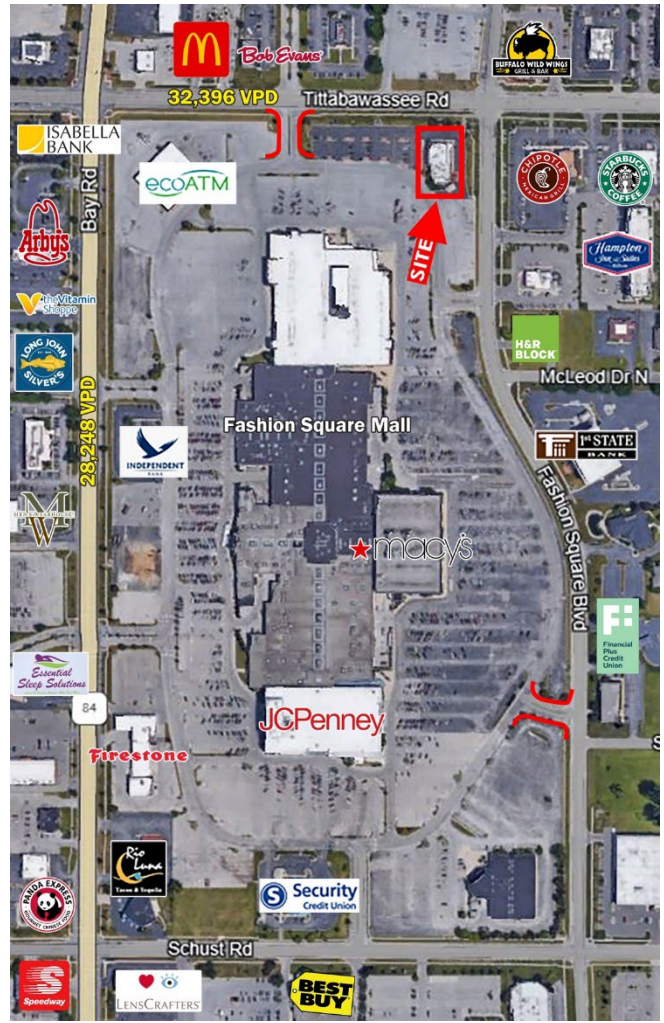 Bob Evans
BUFFALO WILD WINGS
GRILL & BAR
32,396 VPD
Tittabawassee Rd
ISABELLA
BANK
ecoATM
CHIPOTLE
MEXICAN GRILL
STARBUCKS
COFFEE
Bay Rd
Arby's
Hampton
Inn & Suites
SITE
the Vitamin
Shoppe
H&R
BLOCK
LONG JOHN
SILVER'S
McLeod Dr N
28,248 VPD
Fashion Square Mall
INDEPENDENT
BANK
1st STATE
BANK
MW
Fashion Square Blvd
macy's
F
Financial
Plus
Credit
Union
Essential
Sleep Solutions
84
JCPenney
S
Firestone
Rio
Luna
Tacos & Tequila
PANDA EXPRESS
GOURMET CHINESE FOOD
S Security
Credit Union
Schust Rd
S
Speedway
LENSCRAFTERS
BEST
BUY